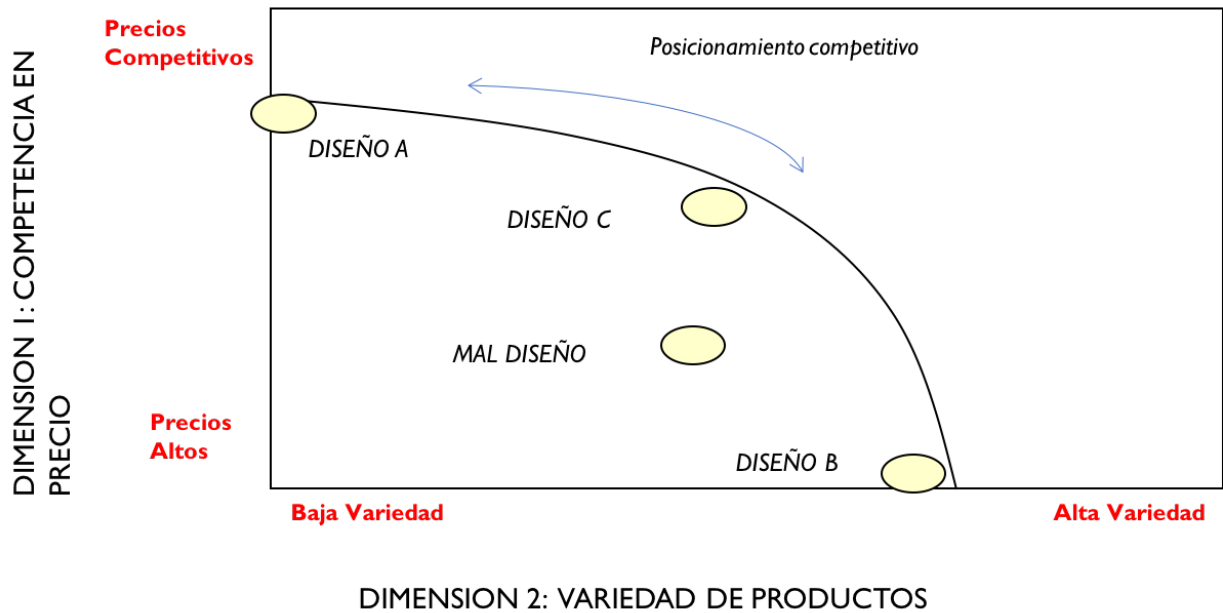 Precios
Competitivos
Posicionamiento competitivo
DISEÑO A
DISEÑO C
MAL DISEÑO
Precios
Altos
DISEÑO B
Baja Variedad
Alta Variedad
DIMENSION 1: COMPETENCIA EN
PRECIO
DIMENSION 2: VARIEDAD DE PRODUCTOS